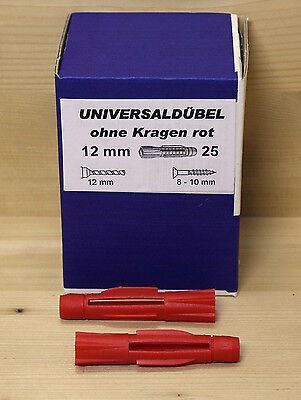 UNIVERSALDÜBEL
ohne Kragen rot
12 mm 25
12 mm 8 - 10 mm